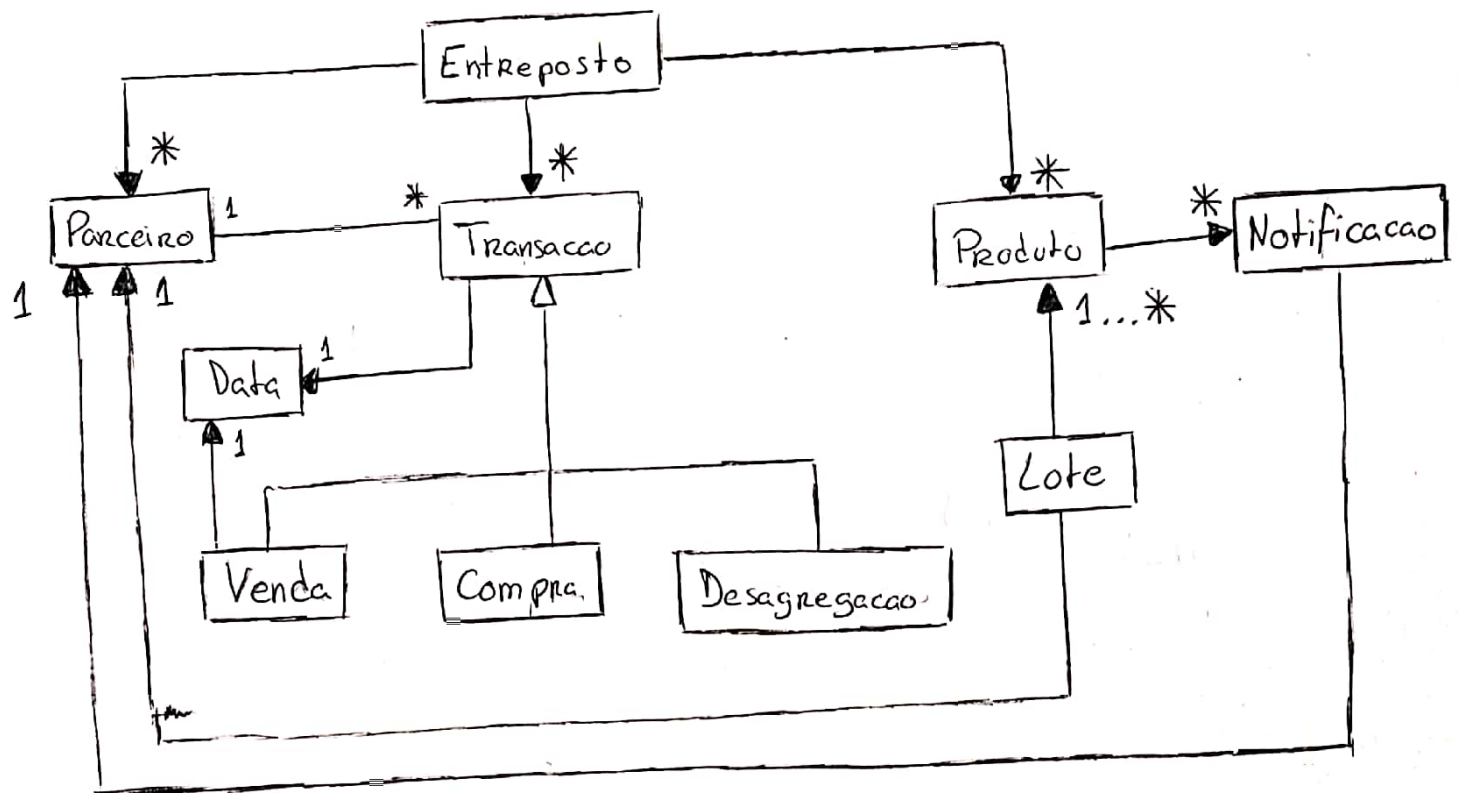 Entreposto
*
*
*
Parceiro
1
*
Transacao
Produto
*
Notificacao
1
1
1...*
Data
1
1
Lote
Venda
Compra.
Desagregacao